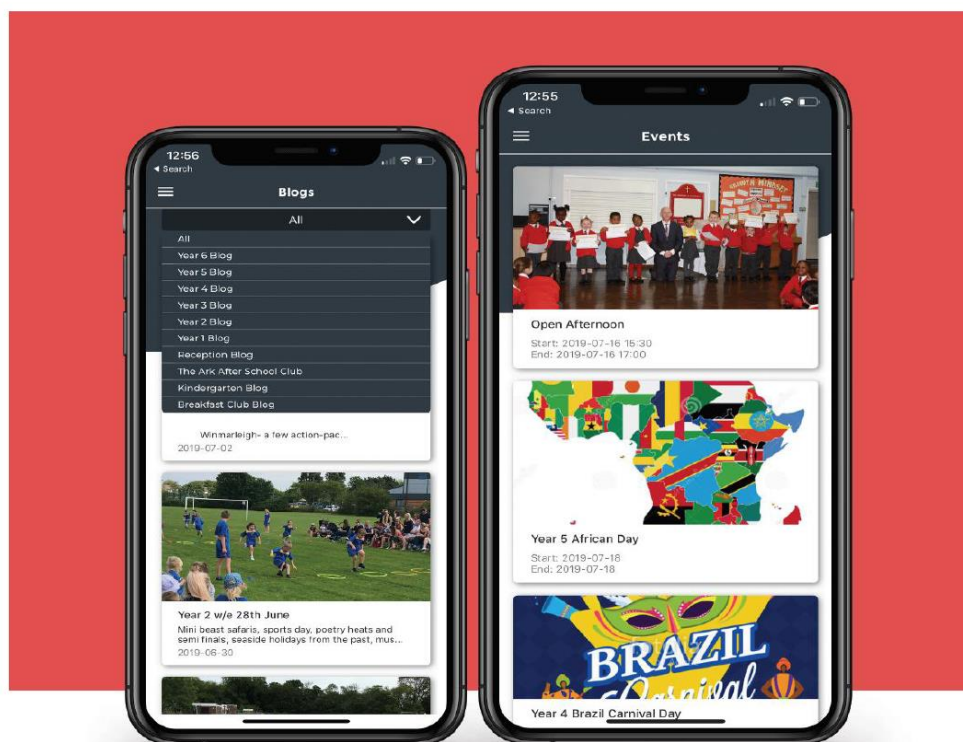 12:56
Search
Blogs
All
All
Year 6 Blog
Year 5 Blog
Year 4 Blog
Year 3 Blog
Year 2 Blog
Year 1 Blog
Reception Blog
The Ark After School Club
Kindergarten Blog
Breakfast Club Blog
Winmarleigh- a few action-pac...
2019-07-02
Year 2 w/e 28th June
Mini beast safaris, sports day, poetry heats and
semi finals, seaside holidays from the past, mus...
2019-06-30
12:55
Search
Events
GROWTH MINDSET
Open Afternoon
Start: 2019-07-16 15:30
End: 2019-07-16 17:00
Year 5 African Day
Start: 2019-07-18
End: 2019-07-18
BRAZIL
Carnival
Year 4 Brazil Carnival Day